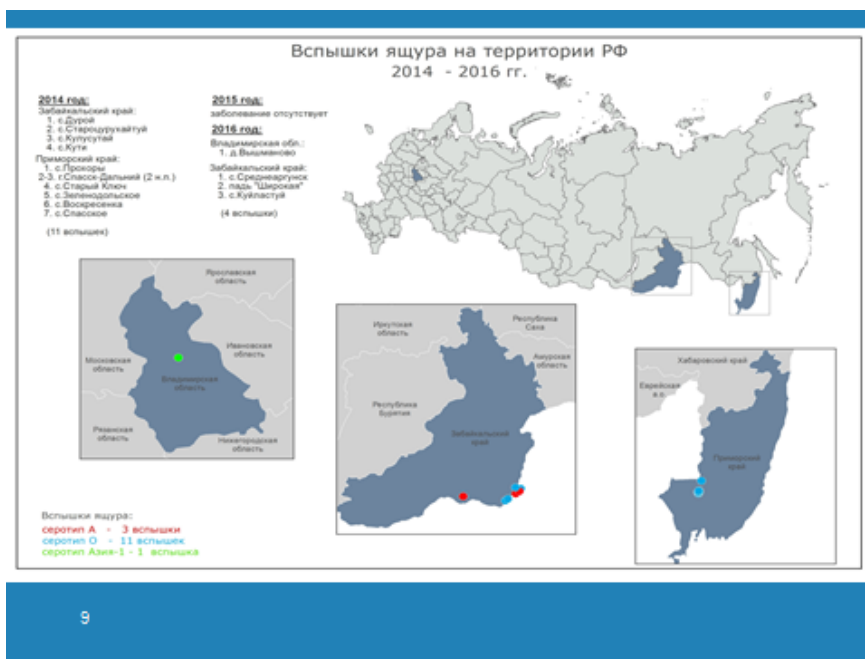 Вспышки ящура на территории РФ
2014 - 2016 гг.
2014 год:
Забайкальский край:
1. с.Дурой
2. с.Староцурухайтуй
3. с.Кулусутай
4. с.Кути
Приморский край:
1. с.Прохоры
2-3. г.Спасск-Дальний (2 н.п.)
4. с.Старый Ключ
5. с.Зеленодольское
6. с.Воскресенка
7. с.Спасское
(11 вспышек)
2015 год:
заболевание отсутствует
2016 год:
Владимирская обл.:
1. д.Вышманово
Забайкальский край:
1. с.Среднеаргунск
2. падь "Широкая"
3. с.Куйластуй
(4 вспышки)
Ярославская
область
Ивановская
область
Московская
область
Владимирская
область
Рязанская
область
Нижегородская
область
Иркутская
область
Республика
Саха
Амурская
область
Республика
Бурятия
Забайкальский
край
Хабаровский край
Еврейская
а.о.
Приморский
край
Вспышки ящура:
серотип А - 3 вспышки
серотип О - 11 вспышек
серотип Азия-1 - 1 вспышка
9